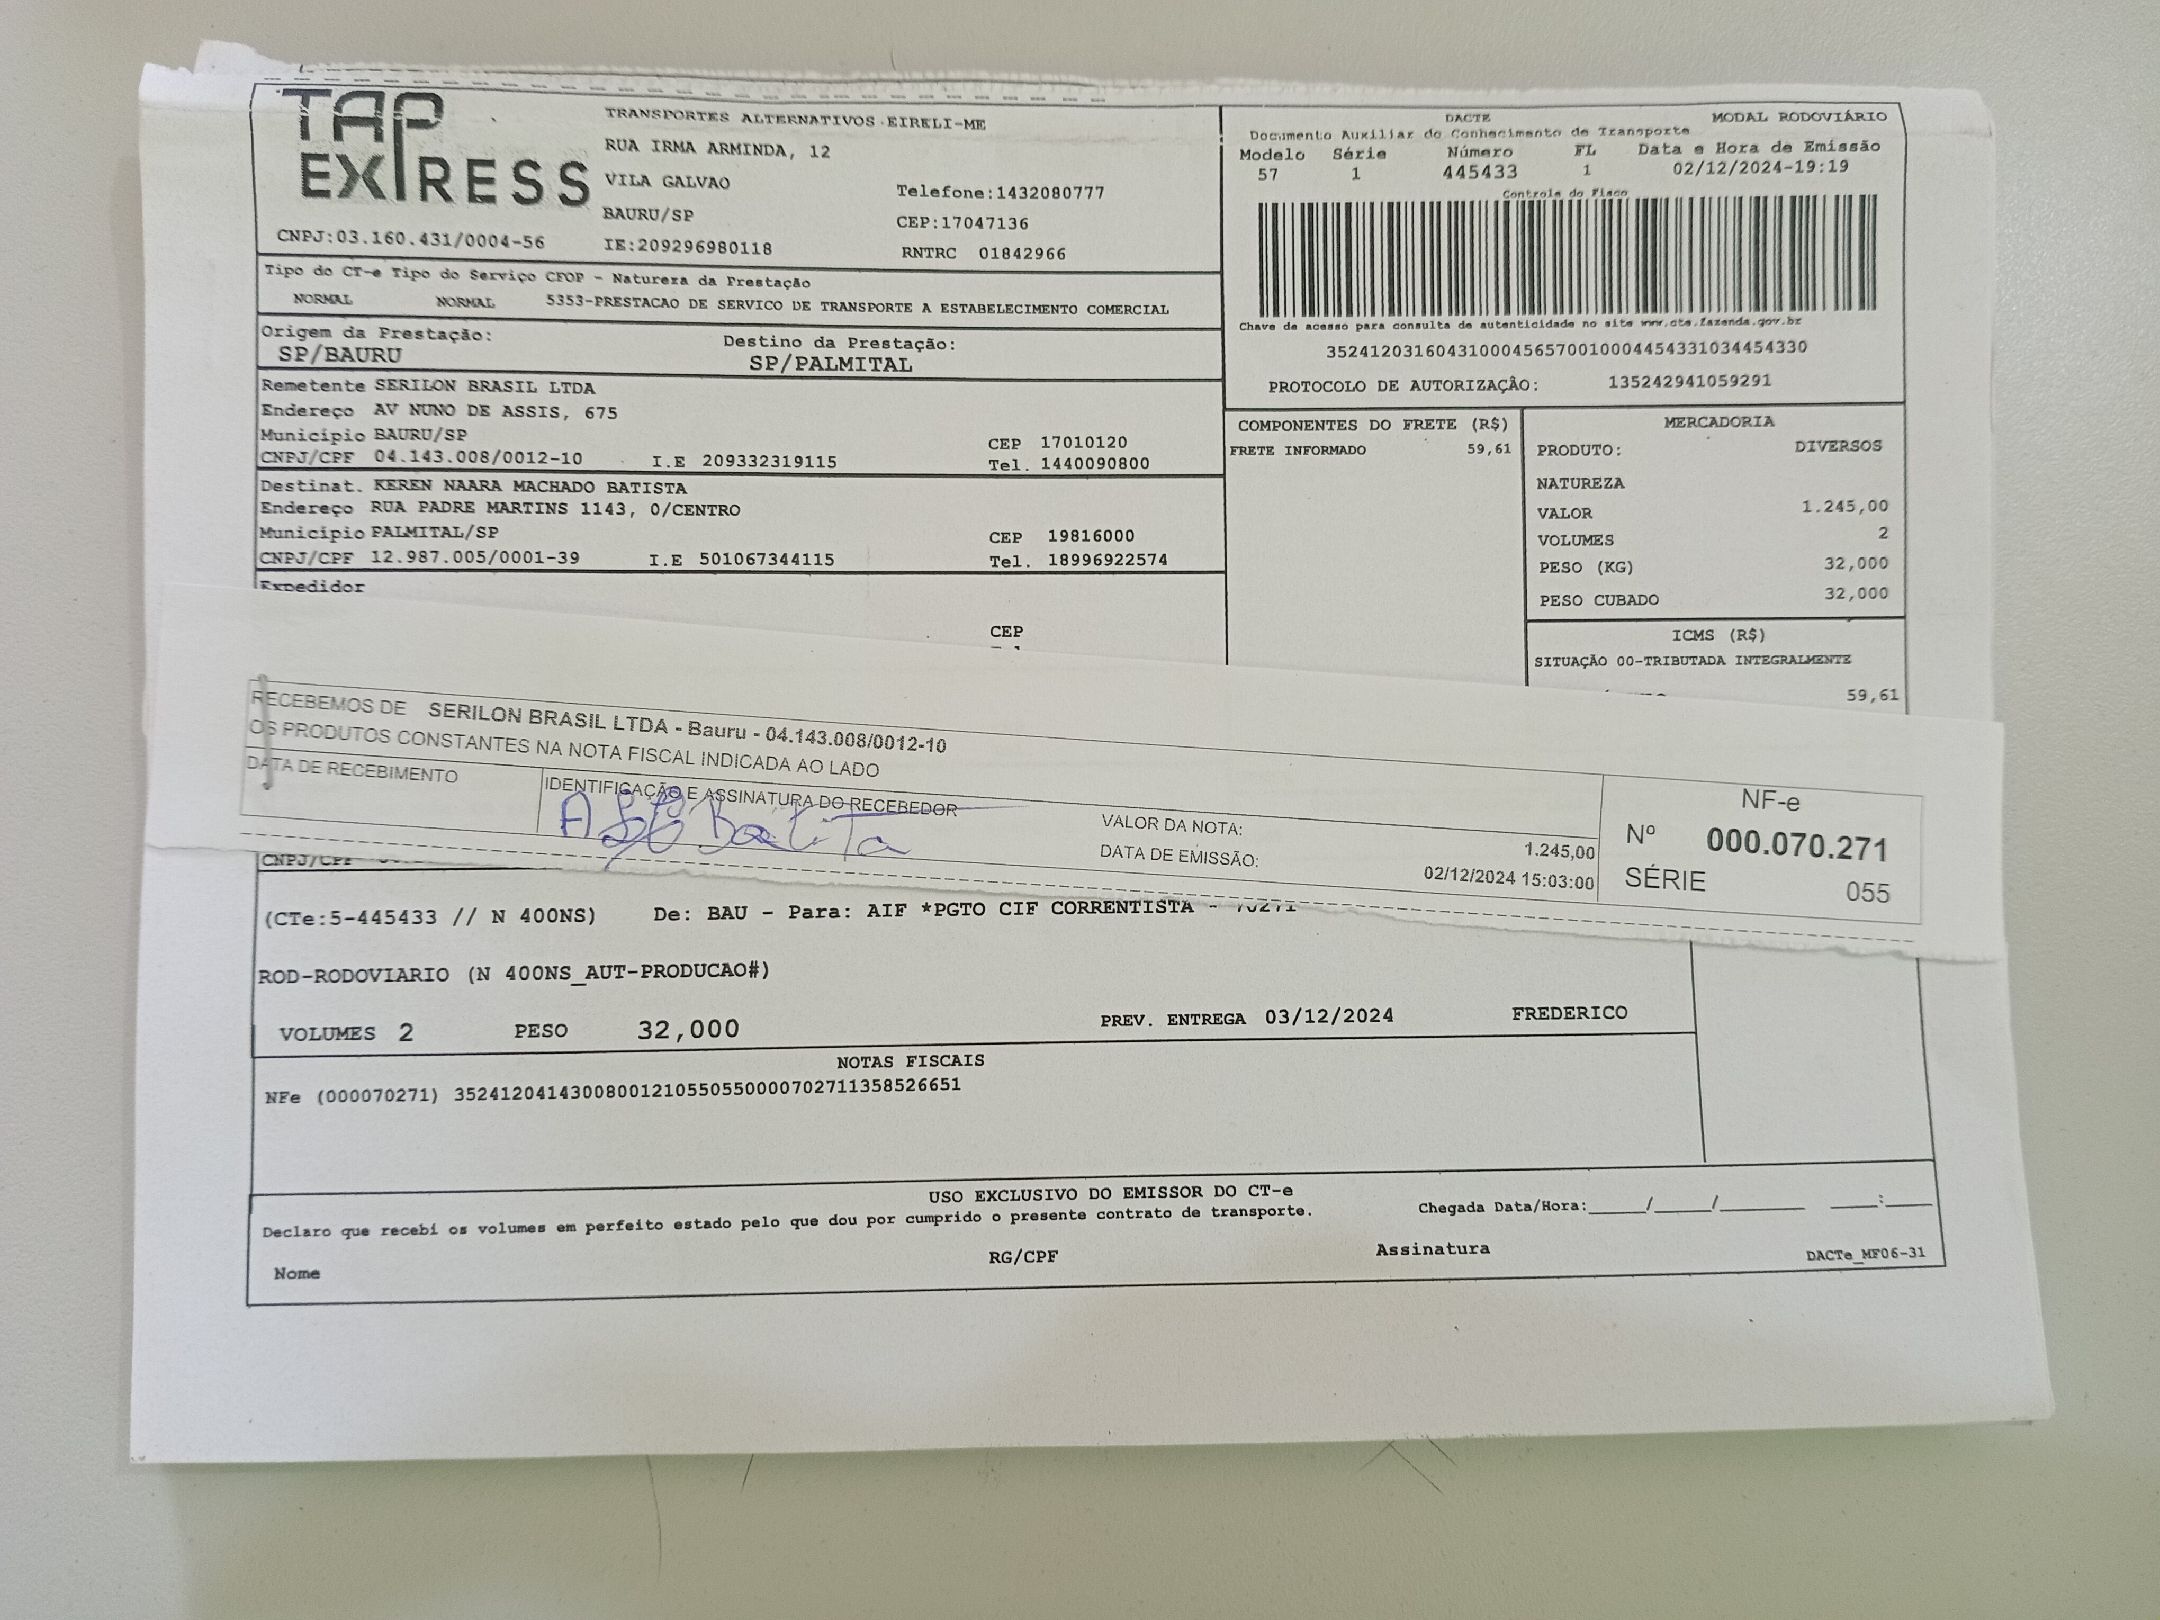 TAP EXPRESS
TRANSPORTES ALTERNATIVOS EIRELI-ME
RUA IRMA ARMINDA, 12
VILA GALVAO
Telefone:1432080777
BAURU/SP
CEP:17047136
CNPJ:03.160.431/0004-56
IE:209296980118
RNTRC 01842966
DACTE
MODAL RODOVIÁRIO
Documento Auxiliar do Conhecimento de Transporte
Modelo Série Número FL Data e Hora de Emissão
57 1 445433 1 02/12/2024-19:19
Controle do Fisco
Chave de acesso para consulta de autenticidade no site www.cte.fazenda.gov.br
35241203160431000456570010004454331034454330
PROTOCOLO DE AUTORIZAÇÃO: 135242941059291
Tipo do CT-e Tipo do Serviço CFOP - Natureza da Prestação
NORMAL NORMAL 5353-PRESTACAO DE SERVICO DE TRANSPORTE A ESTABELECIMENTO COMERCIAL
Origem da Prestação: Destino da Prestação:
SP/BAURU SP/PALMITAL
Remetente SERILON BRASIL LTDA
Endereço AV NUNO DE ASSIS, 675
Município BAURU/SP CEP 17010120
CNPJ/CPF 04.143.008/0012-10 I.E 209332319115 Tel. 1440090800
Destinat. KEREN NAARA MACHADO BATISTA
Endereço RUA PADRE MARTINS 1143, 0/CENTRO
Município PALMITAL/SP CEP 19816000
CNPJ/CPF 12.987.005/0001-39 I.E 501067344115 Tel. 18996922574
Expedidor
CEP
COMPONENTES DO FRETE (R$)
FRETE INFORMADO 59,61
MERCADORIA
PRODUTO: DIVERSOS
NATUREZA
VALOR 1.245,00
VOLUMES 2
PESO (KG) 32,000
PESO CUBADO 32,000
ICMS (R$)
SITUAÇÃO 00-TRIBUTADA INTEGRALMENTE
59,61
RECEBEMOS DE SERILON BRASIL LTDA - Bauru - 04.143.008/0012-10
OS PRODUTOS CONSTANTES NA NOTA FISCAL INDICADA AO LADO
DATA DE RECEBIMENTO
IDENTIFICAÇÃO E ASSINATURA DO RECEBEDOR
VALOR DA NOTA: 1.245,00
DATA DE EMISSÃO: 02/12/2024 15:03:00
NF-e
Nº 000.070.271
SÉRIE 055
CNPJ/CPF
(CTe:5-445433 // N 400NS) De: BAU - Para: AIF *PGTO CIF CORRENTISTA - 70271
ROD-RODOVIARIO (N 400NS_AUT-PRODUCAO#)
VOLUMES 2 PESO 32,000 PREV. ENTREGA 03/12/2024 FREDERICO
NOTAS FISCAIS
NFe (000070271) 35241204143008001210550550000702711358526651
USO EXCLUSIVO DO EMISSOR DO CT-e
Declaro que recebi os volumes em perfeito estado pelo que dou por cumprido o presente contrato de transporte.
Chegada Data/Hora:_____/_____/_______ ____:____
Nome RG/CPF Assinatura DACTe_MF06-31